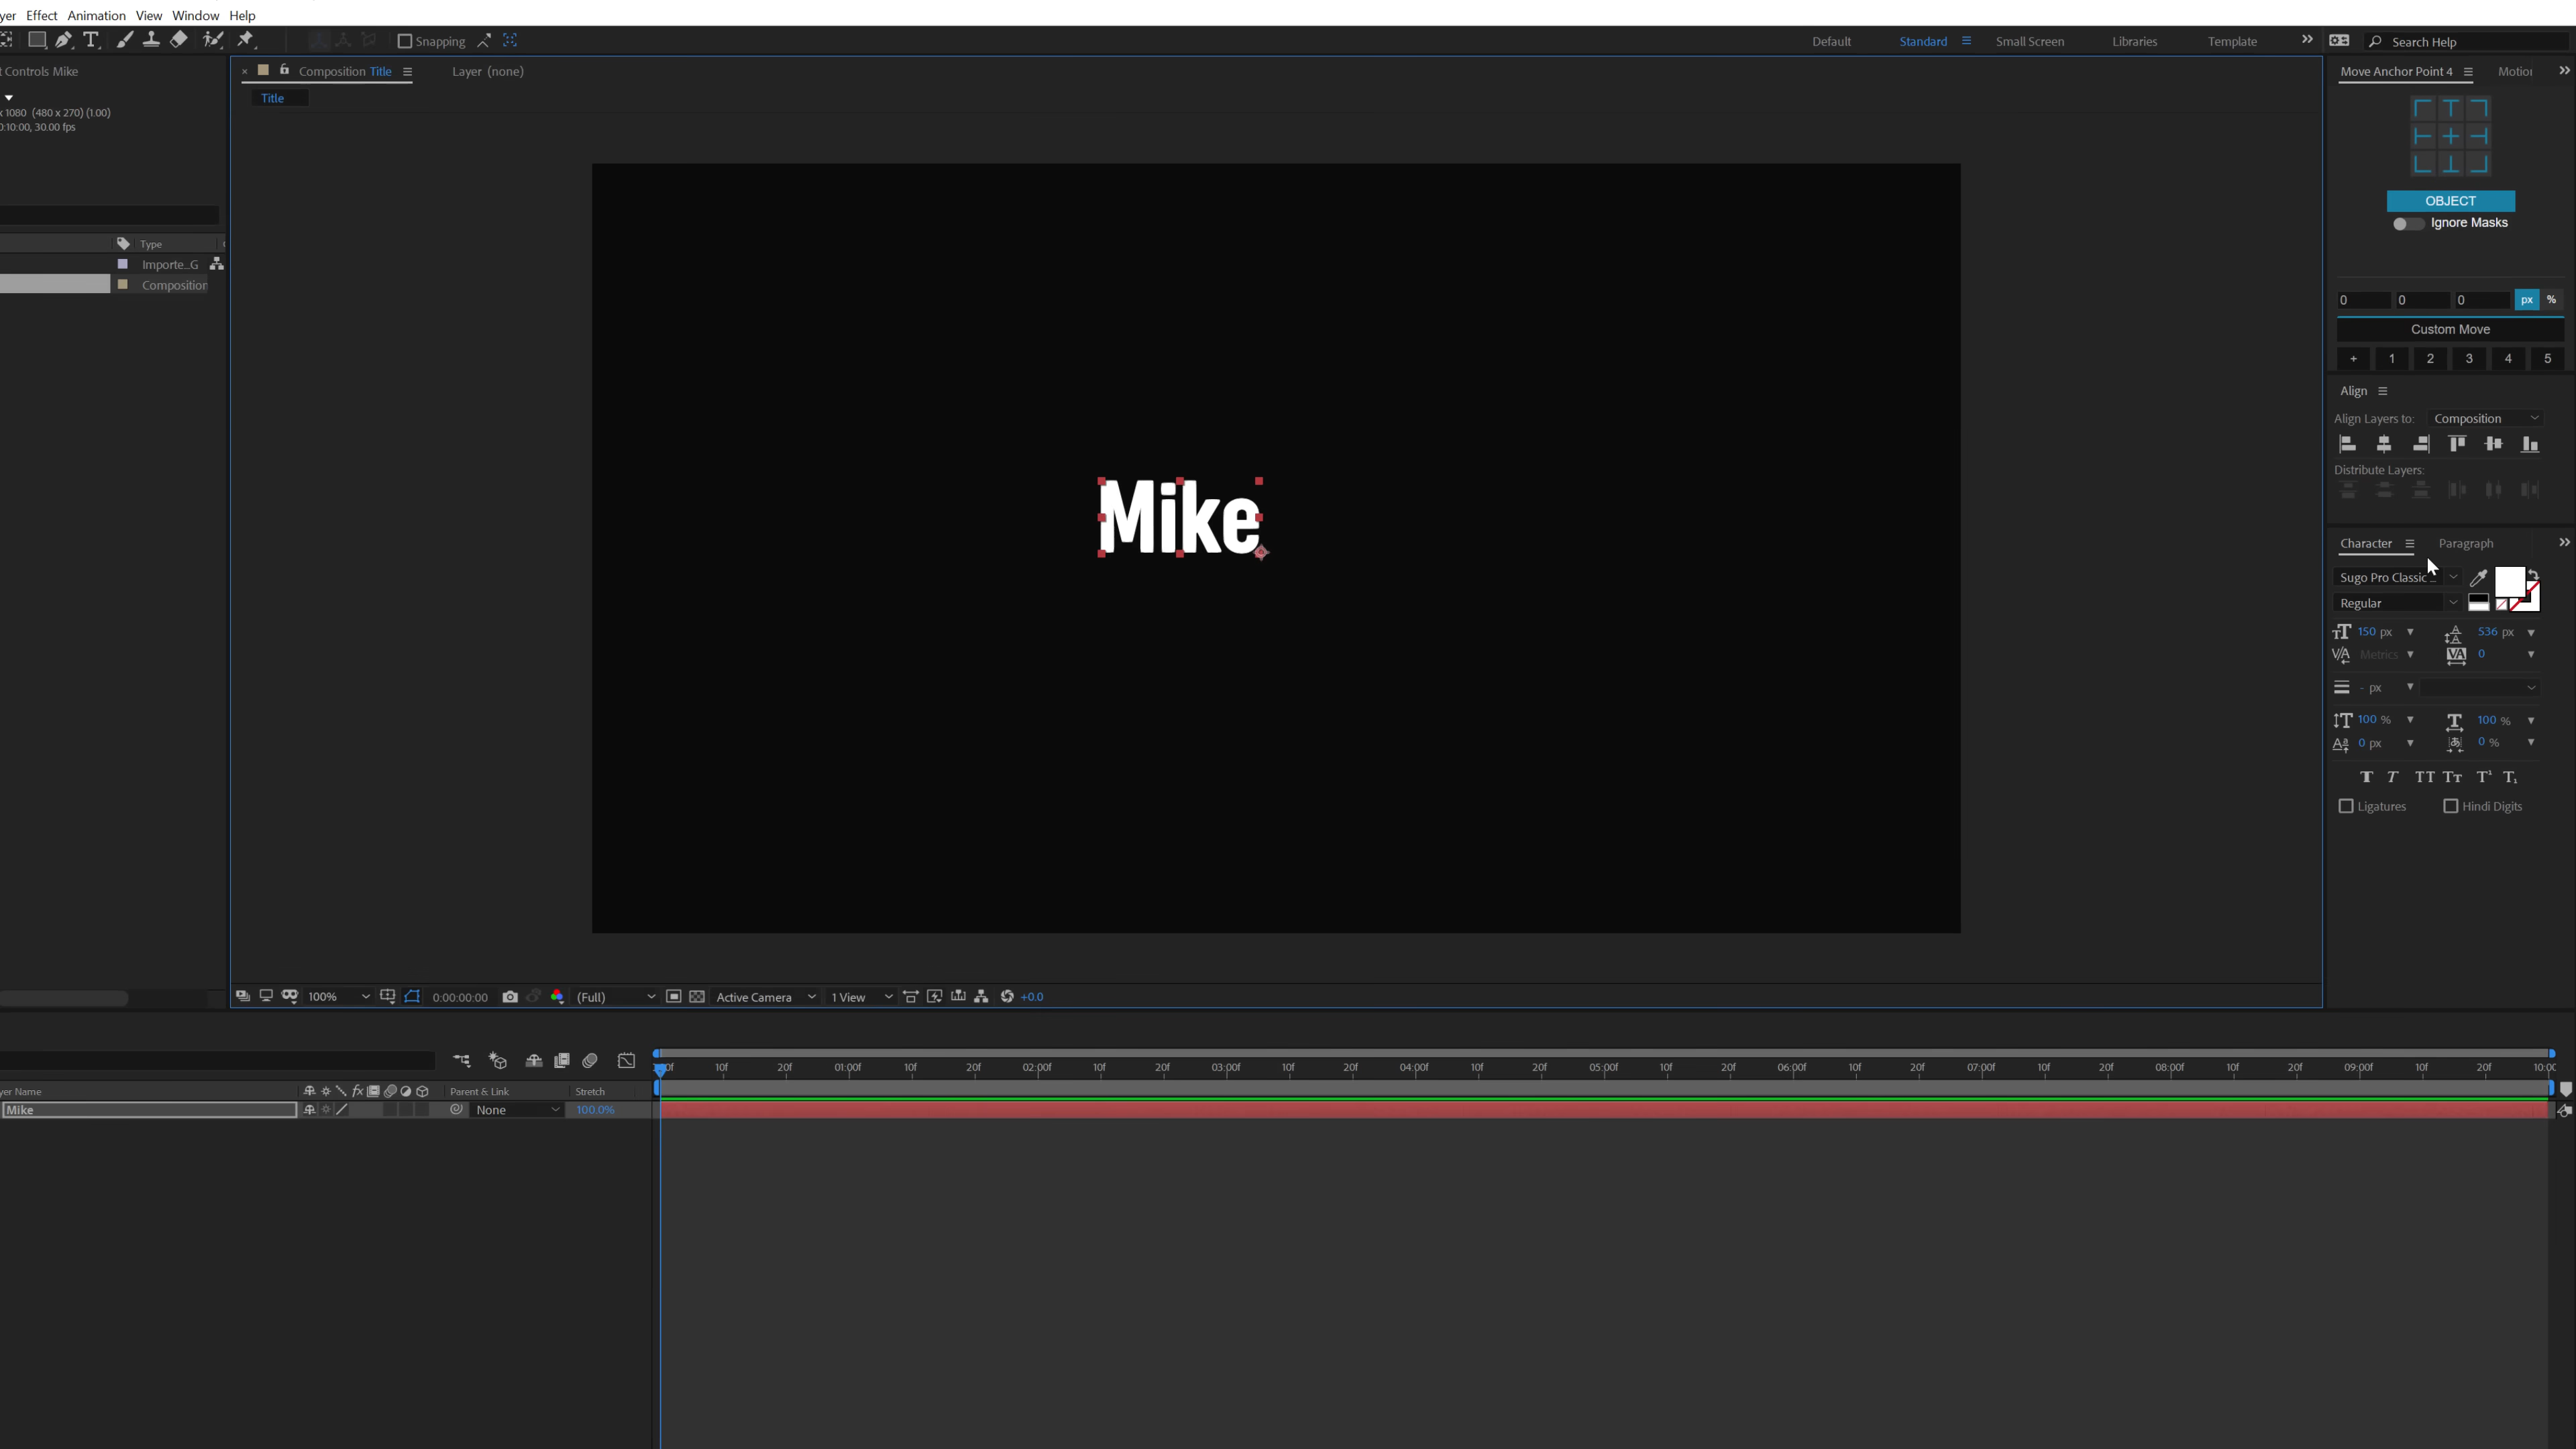 yer Effect Animation View Window Help
Snapping
Default Standard Small Screen Libraries Template Search Help
t Controls Mike
x 1080 (480 x 270) (1.00)
0:10:00, 30.00 fps
Type
Importe...G
Composition
× Composition Title Layer (none)
Title
Mike
Move Anchor Point 4 Motion
OBJECT
Ignore Masks
0 0 0 px %
Custom Move
+ 1 2 3 4 5
Align
Align Layers to: Composition
Distribute Layers:
Character Paragraph
Sugo Pro Classic
Regular
150 px 536 px
Metrics 0
- px
100 % 100 %
0 px 0 %
T T TT TT T¹ T₁
Ligatures Hindi Digits
100% 0:00:00:00 (Full) Active Camera 1 View +0.0
10f 20f 01:00f 10f 20f 02:00f 10f 20f 03:00f 10f 20f 04:00f 10f 20f 05:00f 10f 20f 06:00f 10f 20f 07:00f 10f 20f 08:00f 10f 20f 09:00f 10f 20f 10:00
yer Name fx Parent & Link Stretch
Mike None 100.0%